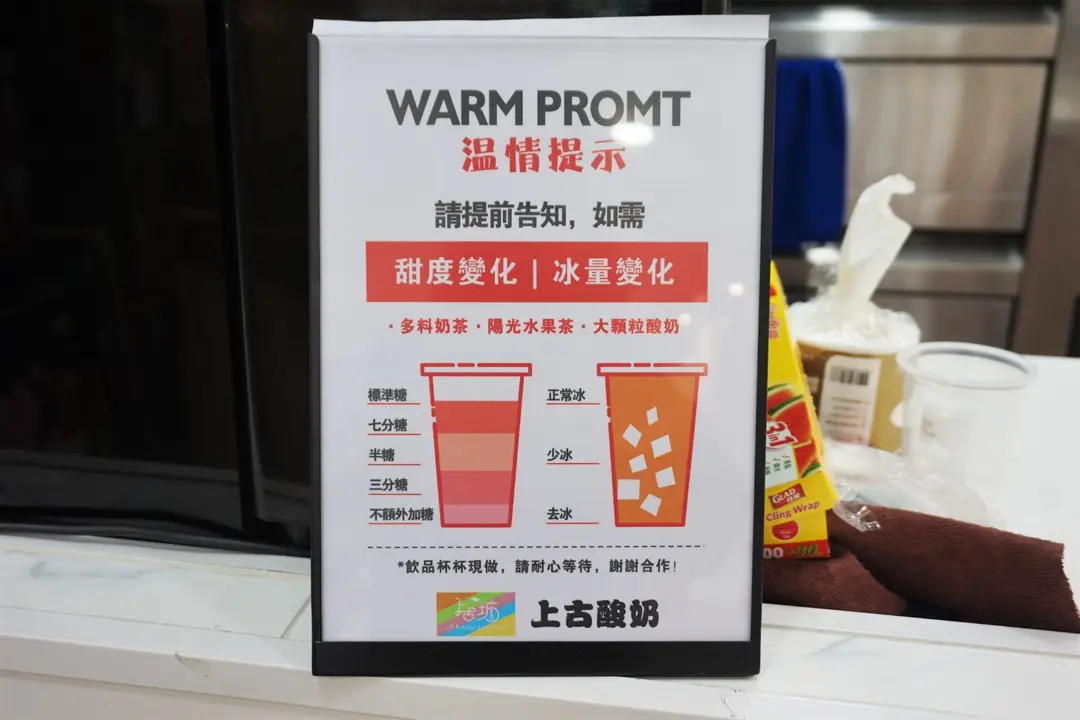 WARM PROMT
温情提示
請提前告知，如需
甜度變化 | 冰量變化
·多料奶茶·陽光水果茶·大顆粒酸奶
標準糖
七分糖
半糖
三分糖
不額外加糖
正常冰
少冰
去冰
*飲品杯杯現做，請耐心等待，謝謝合作！
上古酸奶
3in1
GLAD
Cling Wrap